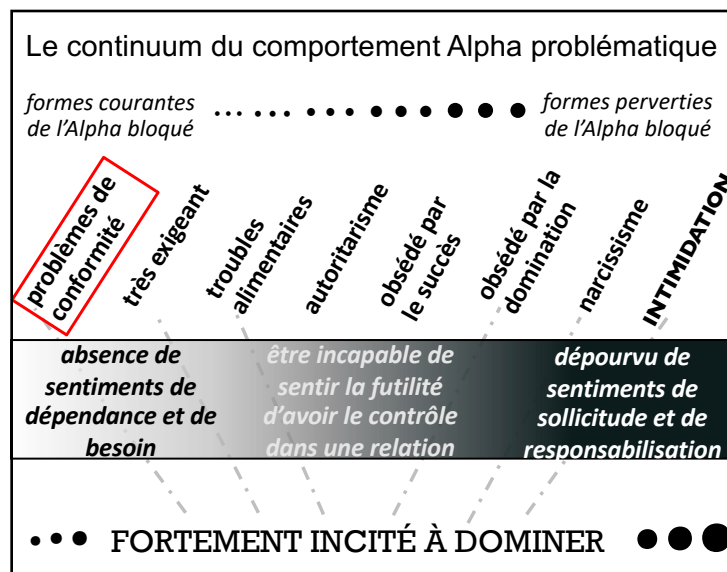 Le continuum du comportement Alpha problématique
formes courantes
de l'Alpha bloqué
formes perverties
de l'Alpha bloqué
problèmes de
conformité
très exigeant
troubles
alimentaires
autoritarisme
obsédé par
le succès
obsédé par la
domination
narcissisme
INTIMIDATION
absence de
sentiments de
dépendance et de
besoin
être incapable de
sentir la futilité
d'avoir le contrôle
dans une relation
dépourvu de
sentiments de
sollicitude et de
responsabilisation
FORTEMENT INCITÉ À DOMINER